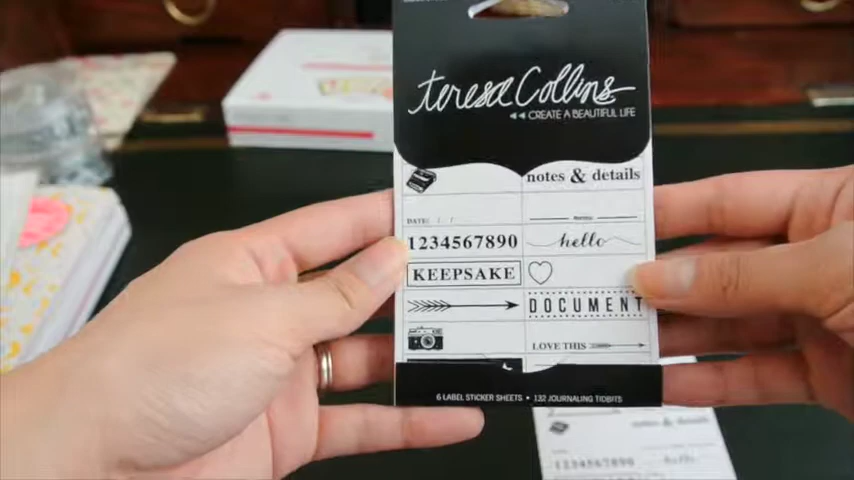 teresa Collins
CREATE A BEAUTIFUL LIFE
notes & details
DATE: / /
1234567890
hello
KEEPSAKE
DOCUMENT
LOVE THIS
6 LABEL STICKER SHEETS • 132 JOURNALING TIDBITS
notes & details
1234567890
hello